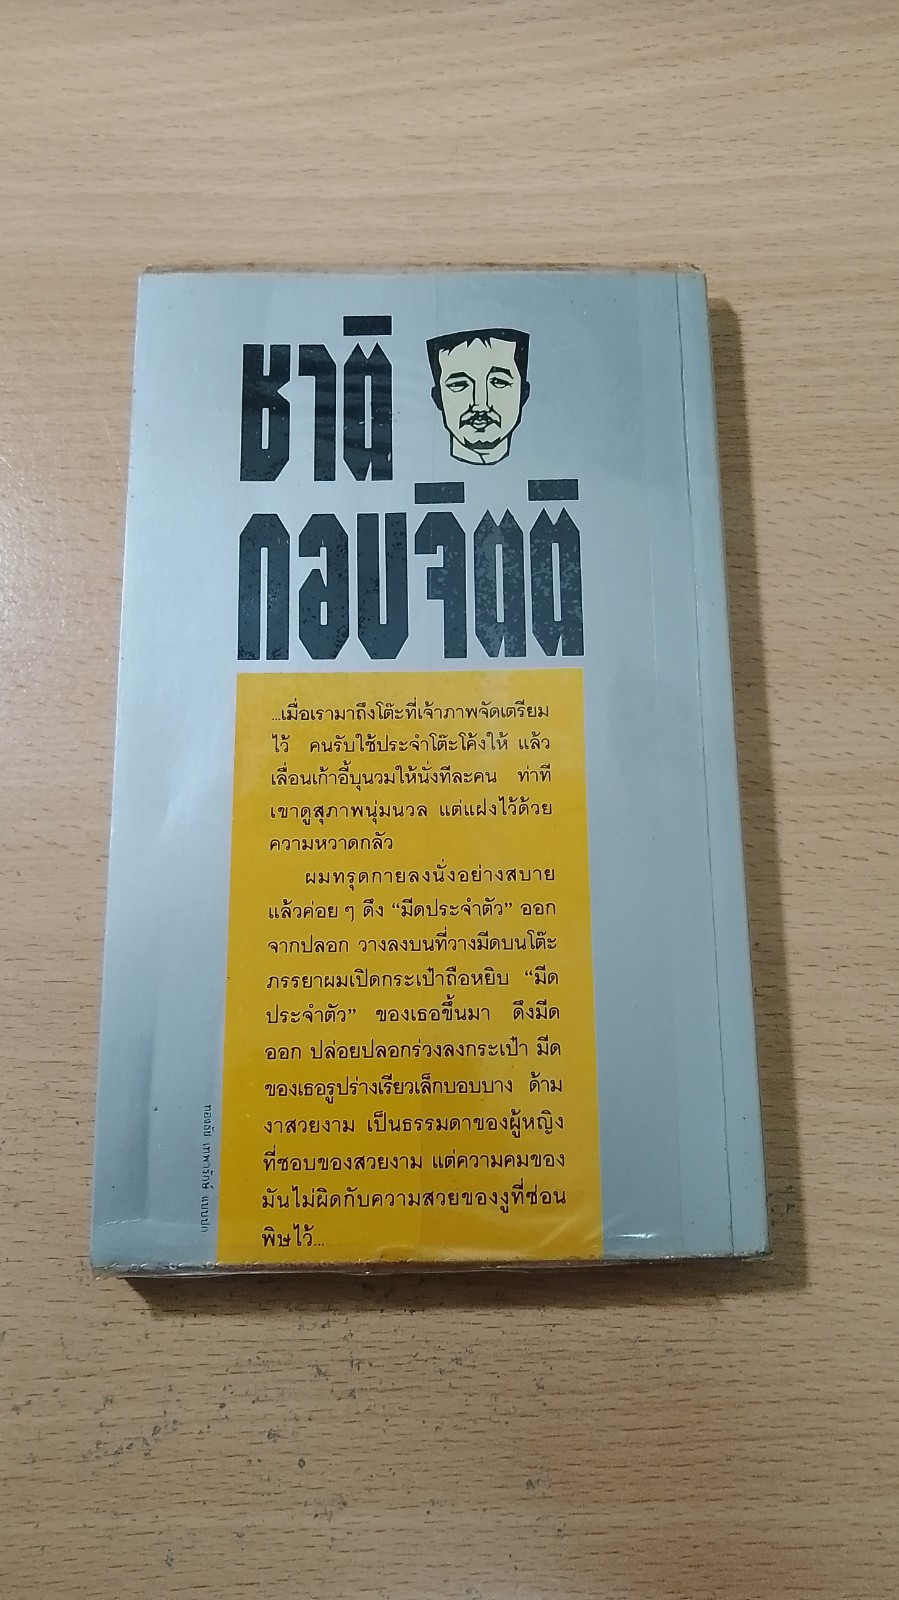 ชาติ
กอบจิตติ
...เมื่อเรามาถึงโต๊ะที่เจ้าภาพจัดเตรียม
ไว้ คนรับใช้ประจำโต๊ะโค้งให้ แล้ว
เลื่อนเก้าอี้บุนวมให้นั่งทีละคน ท่าที
เขาดูสุภาพนุ่มนวล แต่แฝงไว้ด้วย
ความหวาดกลัว
ผมทรุดกายลงนั่งอย่างสบาย
แล้วค่อย ๆ ดึง “มีดประจำตัว” ออก
จากปลอก วางลงบนที่วางมีดบนโต๊ะ
ภรรยาผมเปิดกระเป๋าถือหยิบ “มีด
ประจำตัว” ของเธอขึ้นมา ดึงมีด
ออก ปล่อยปลอกร่วงลงกระเป๋า มีด
ของเธอรูปร่างเรียวเล็กบอบบาง ด้าม
งาสวยงาม เป็นธรรมดาของผู้หญิง
ที่ชอบของสวยงาม แต่ความคมของ
มันไม่ผิดกับความสวยของงูที่ซ่อน
พิษไว้...
ทองธัช เทพารักษ์ แบบปก